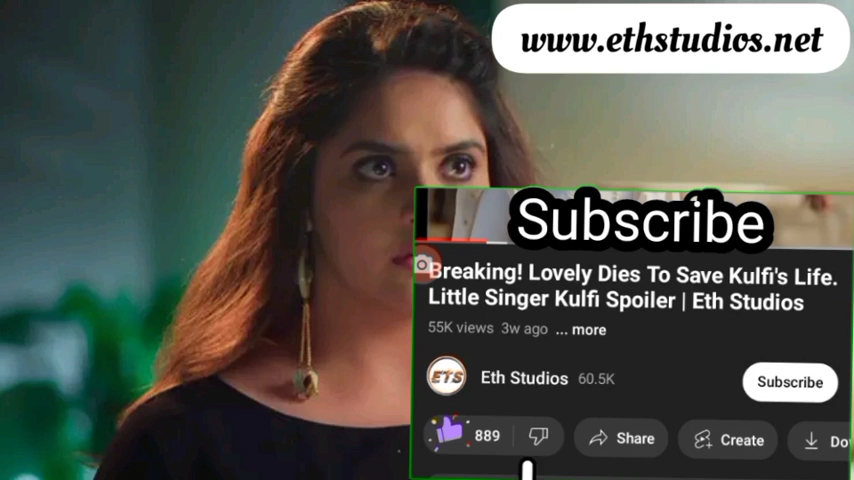 www.ethstudios.net
Subscribe
Breaking! Lovely Dies To Save Kulfi's Life.
Little Singer Kulfi Spoiler | Eth Studios
55K views 3w ago ... more
ETS Eth Studios 60.5K Subscribe
889 Share Create Do